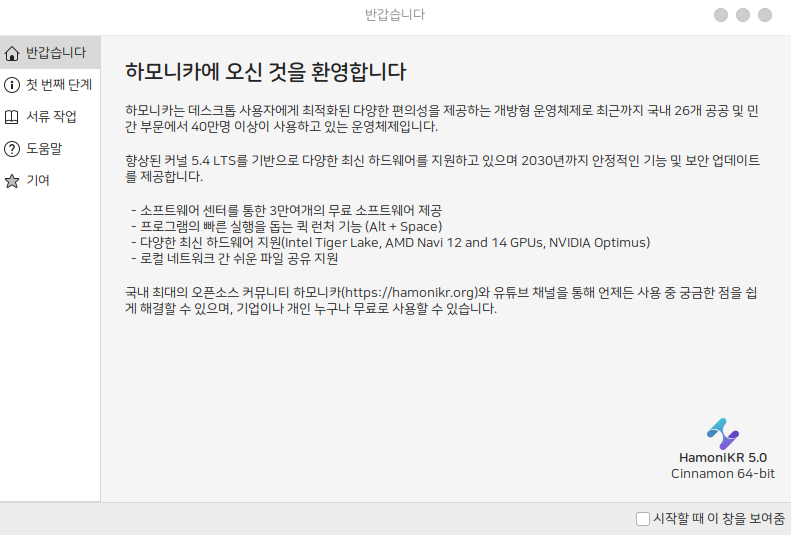 반갑습니다
반갑습니다
첫 번째 단계
서류 작업
도움말
기여
하모니카에 오신 것을 환영합니다
하모니카는 데스크톱 사용자에게 최적화된 다양한 편의성을 제공하는 개방형 운영체제로 최근까지 국내 26개 공공 및 민
간 부문에서 40만명 이상이 사용하고 있는 운영체제입니다.
향상된 커널 5.4 LTS를 기반으로 다양한 최신 하드웨어를 지원하고 있으며 2030년까지 안정적인 기능 및 보안 업데이트
를 제공합니다.
- 소프트웨어 센터를 통한 3만여개의 무료 소프트웨어 제공
- 프로그램의 빠른 실행을 돕는 퀵 런처 기능 (Alt + Space)
- 다양한 최신 하드웨어 지원(Intel Tiger Lake, AMD Navi 12 and 14 GPUs, NVIDIA Optimus)
- 로컬 네트워크 간 쉬운 파일 공유 지원
국내 최대의 오픈소스 커뮤니티 하모니카(https://hamonikr.org)와 유튜브 채널을 통해 언제든 사용 중 궁금한 점을 쉽
게 해결할 수 있으며, 기업이나 개인 누구나 무료로 사용할 수 있습니다.
HamoniKR 5.0
Cinnamon 64-bit
시작할 때 이 창을 보여줌